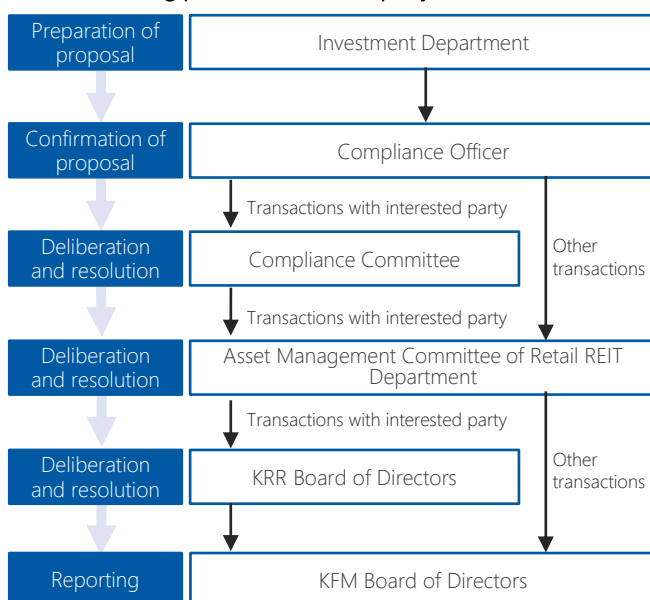 Preparation of
proposal
Investment Department
Confirmation of
proposal
Compliance Officer
Transactions with interested party
Other
transactions
Deliberation
and resolution
Compliance Committee
Transactions with interested party
Deliberation
and resolution
Asset Management Committee of Retail REIT
Department
Transactions with interested party
Other
transactions
Deliberation
and resolution
KRR Board of Directors
Reporting
KFM Board of Directors